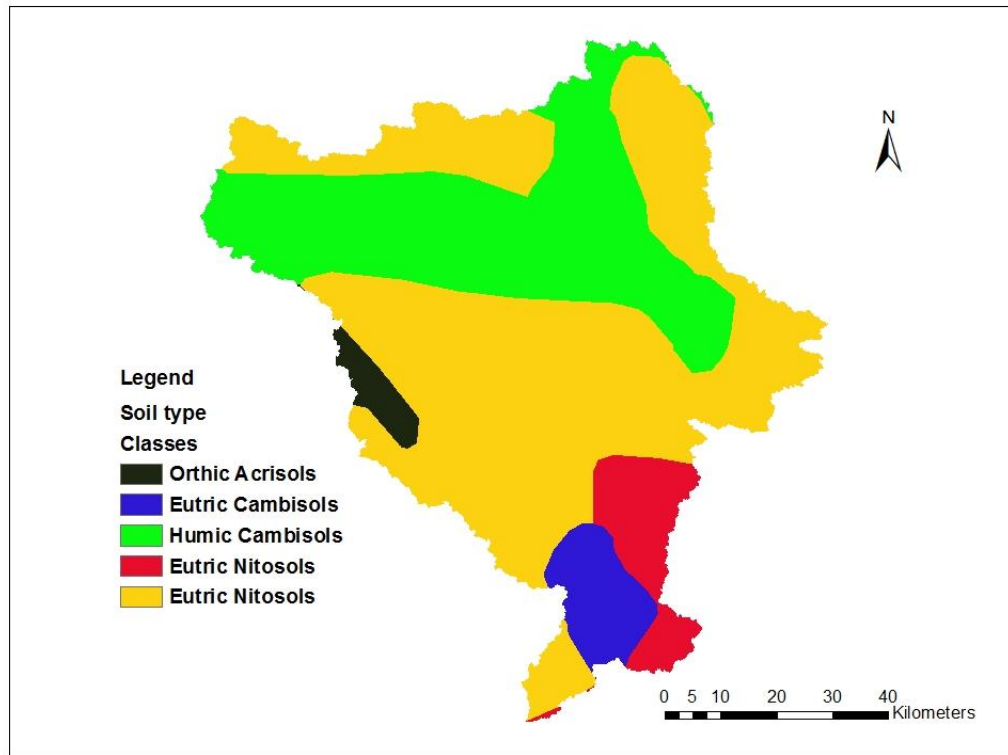 N
Legend
Soil type
Classes
Orthic Acrisols
Eutric Cambisols
Humic Cambisols
Eutric Nitosols
Eutric Nitosols
0 5 10 20 30 40
Kilometers